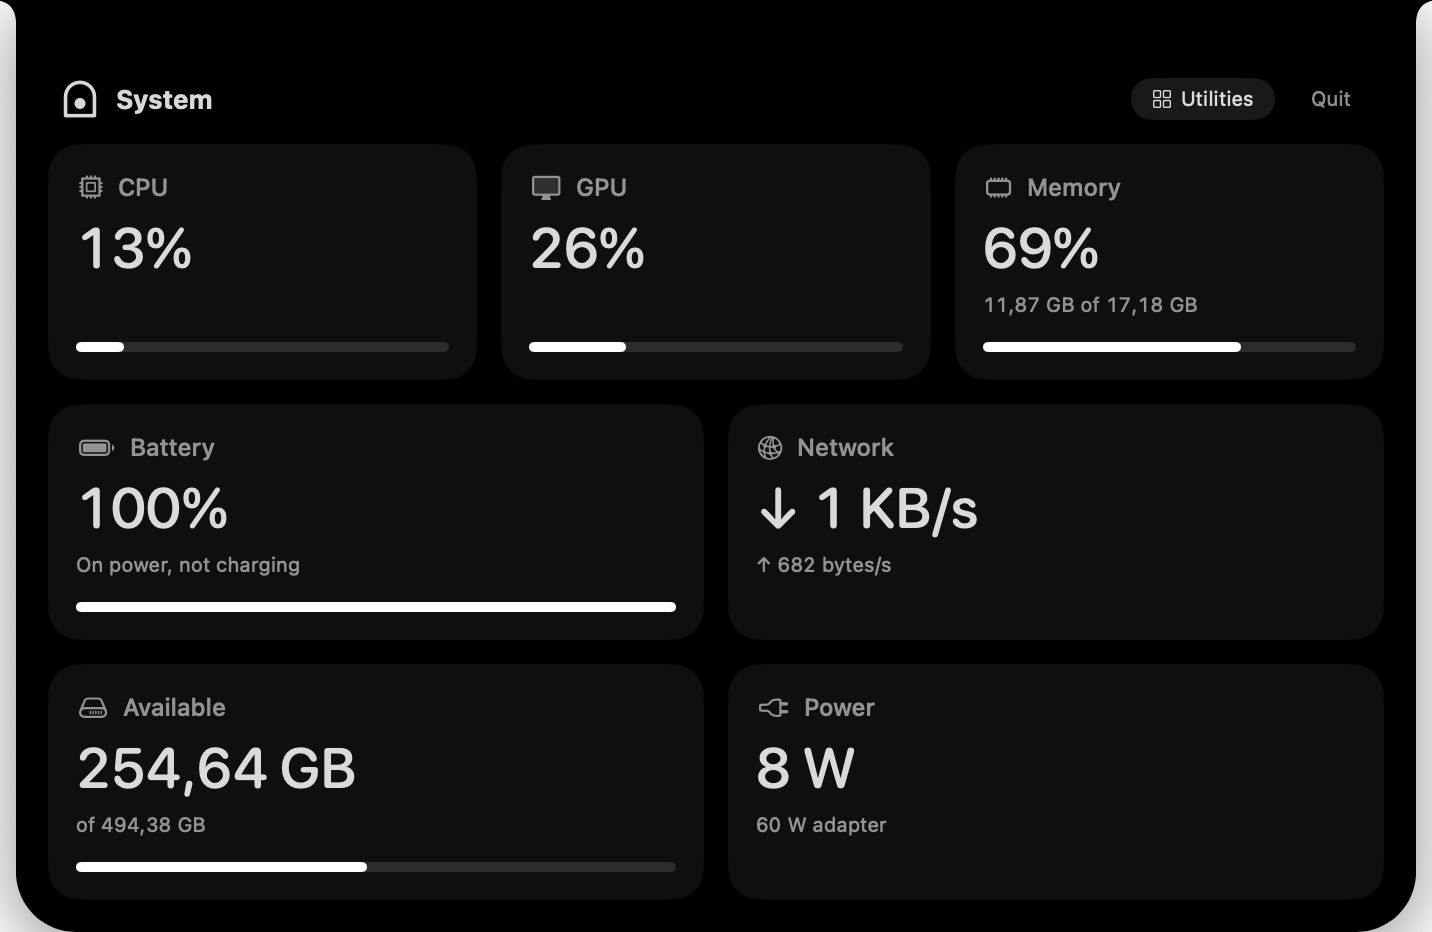 System
Utilities
Quit
CPU
13%
GPU
26%
Memory
69%
11,87 GB of 17,18 GB
Battery
100%
On power, not charging
Network
↓ 1 KB/s
↑ 682 bytes/s
Available
254,64 GB
of 494,38 GB
Power
8 W
60 W adapter